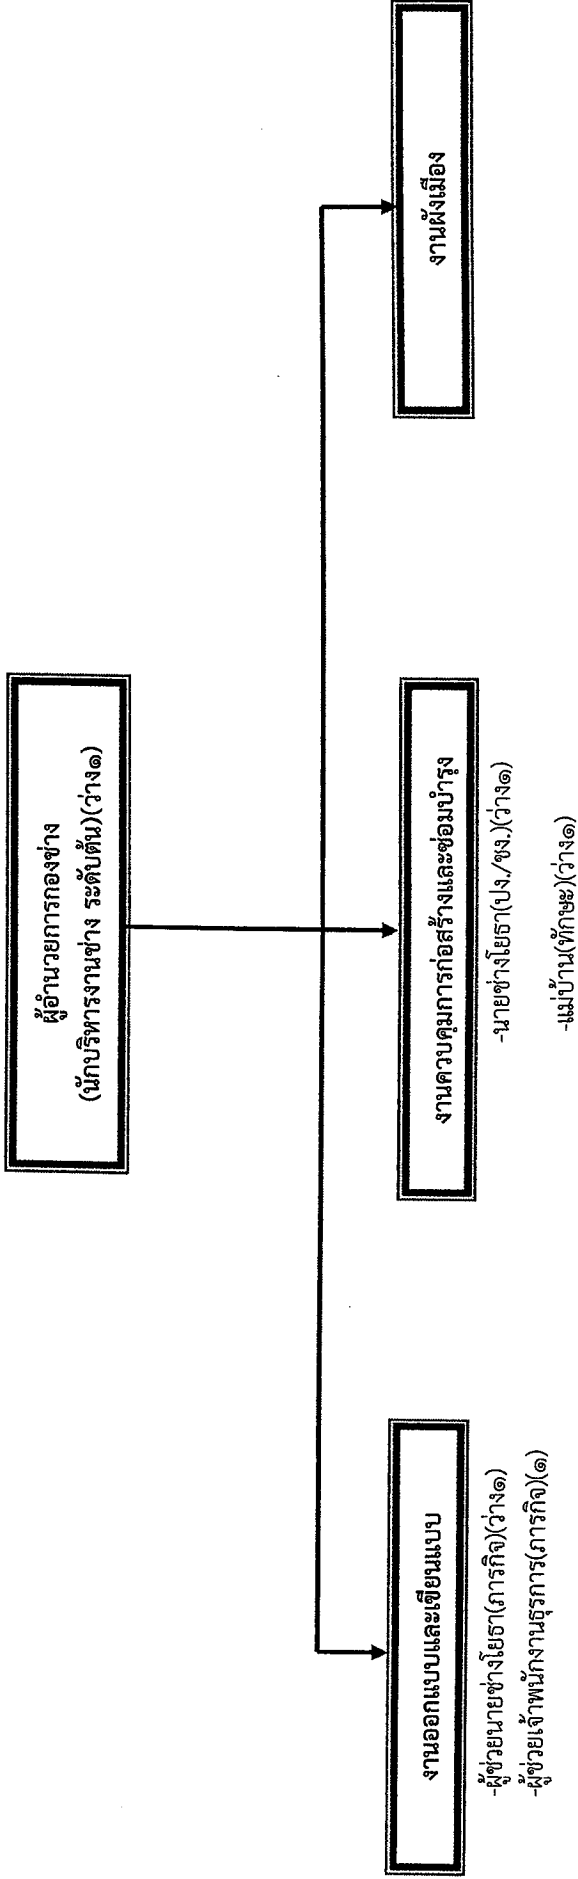 ผู้อำนวยการกองช่าง
(นักบริหารงานช่าง ระดับต้น)(ว่าง๑)
งานออกแบบและเขียนแบบ
-ผู้ช่วยนายช่างโยธา(ภารกิจ)(ว่าง๑)
-ผู้ช่วยเจ้าพนักงานธุรการ(ภารกิจ)(๑)
งานควบคุมการก่อสร้างและซ่อมบำรุง
-นายช่างโยธา(ปง./ชง.)(ว่าง๑)
-แม่บ้าน(ทักษะ)(ว่าง๑)
งานผังเมือง